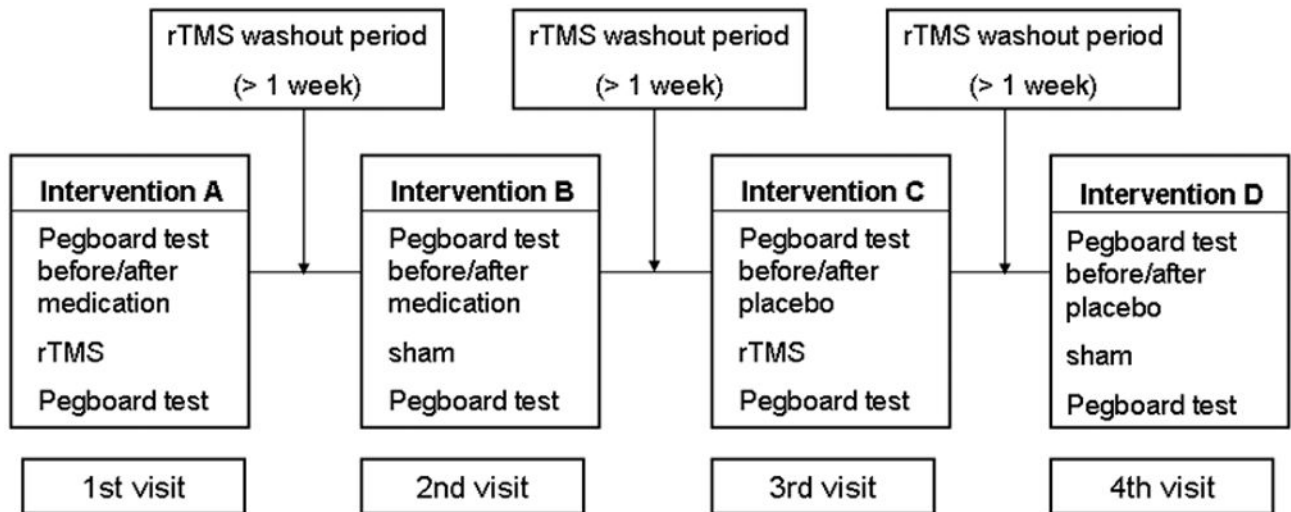 rTMS washout period
(> 1 week)
rTMS washout period
(> 1 week)
rTMS washout period
(> 1 week)
Intervention A
Pegboard test
before/after
medication
rTMS
Pegboard test
Intervention B
Pegboard test
before/after
medication
sham
Pegboard test
Intervention C
Pegboard test
before/after
placebo
rTMS
Pegboard test
Intervention D
Pegboard test
before/after
placebo
sham
Pegboard test
1st visit
2nd visit
3rd visit
4th visit